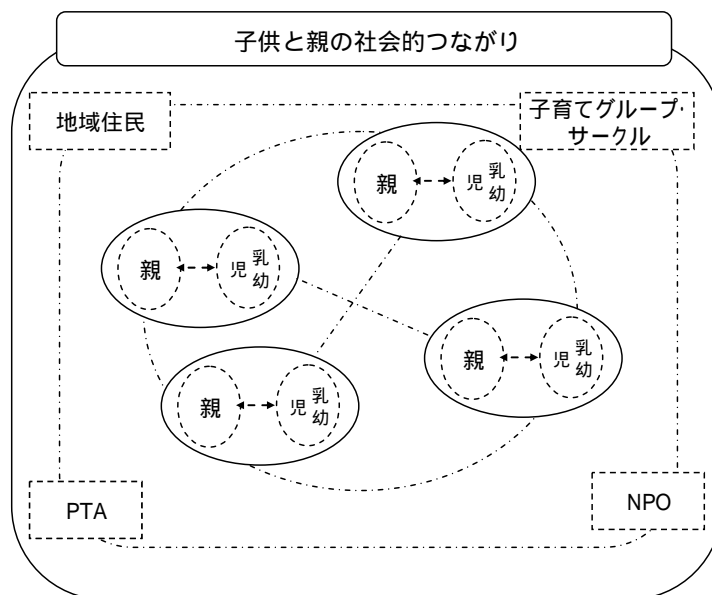 子供と親の社会的つながり
地域住民
子育てグループ・
サークル
親
乳幼児
親
乳幼児
親
乳幼児
親
乳幼児
PTA
NPO